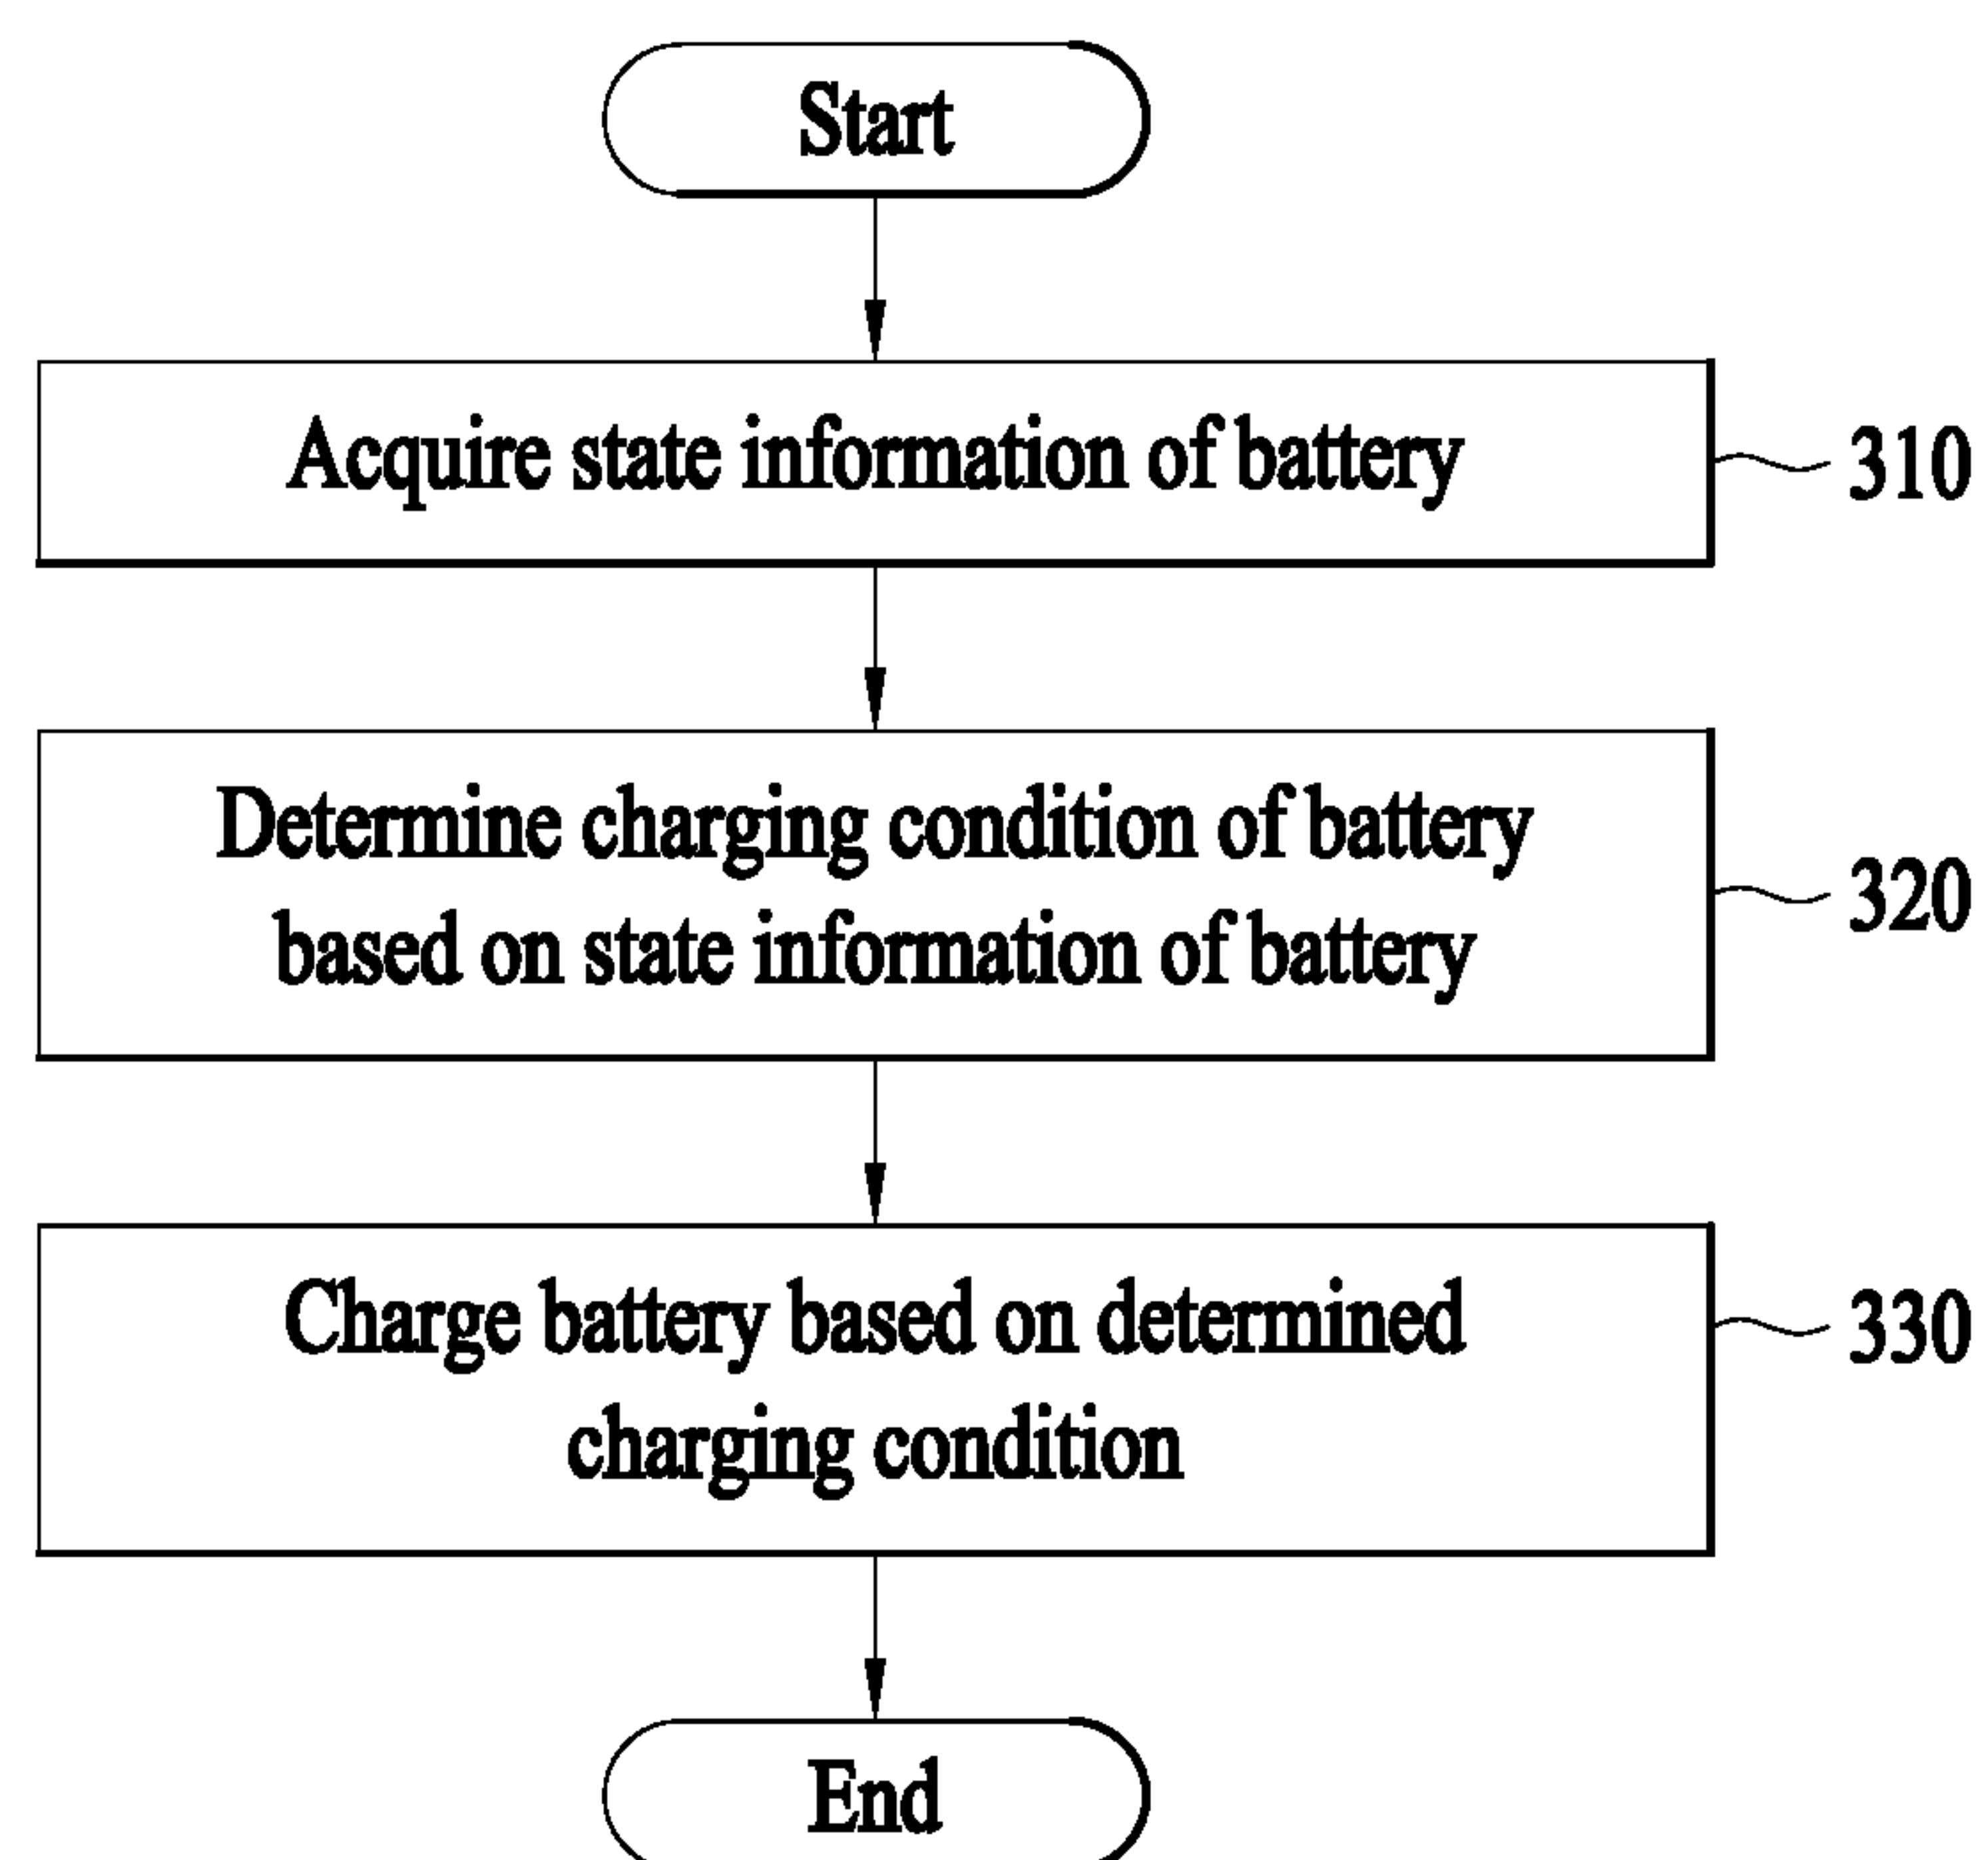 Start
Acquire state information of battery
310
Determine charging condition of battery
based on state information of battery
320
Charge battery based on determined
charging condition
330
End